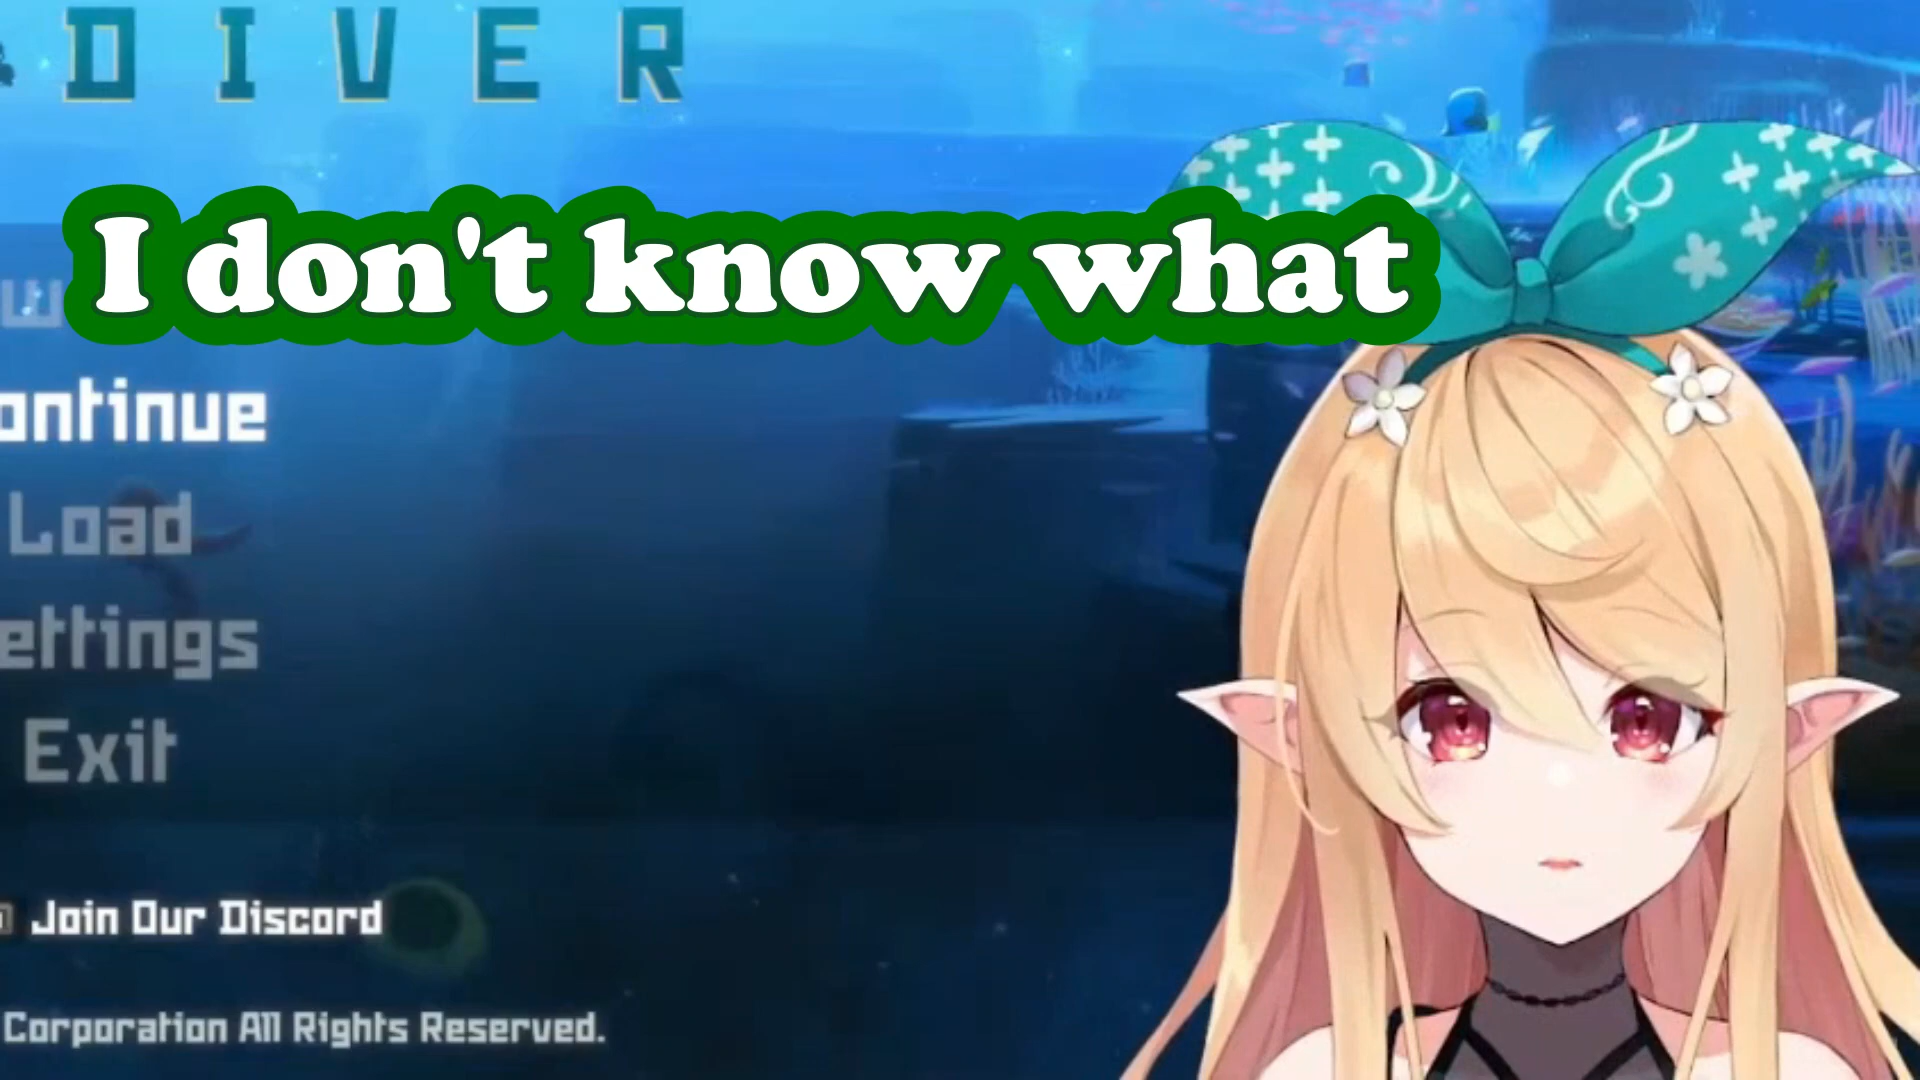 DIVER
I don't know what
ontinue
Load
ettings
Exit
Join Our Discord
Corporation All Rights Reserved.